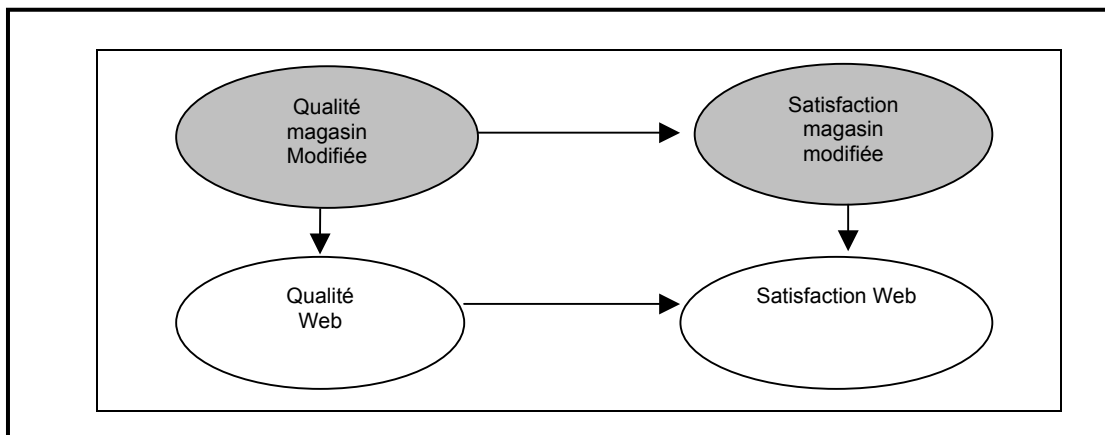 Qualité
magasin
Modifiée
Satisfaction
magasin
modifiée
Qualité
Web
Satisfaction Web